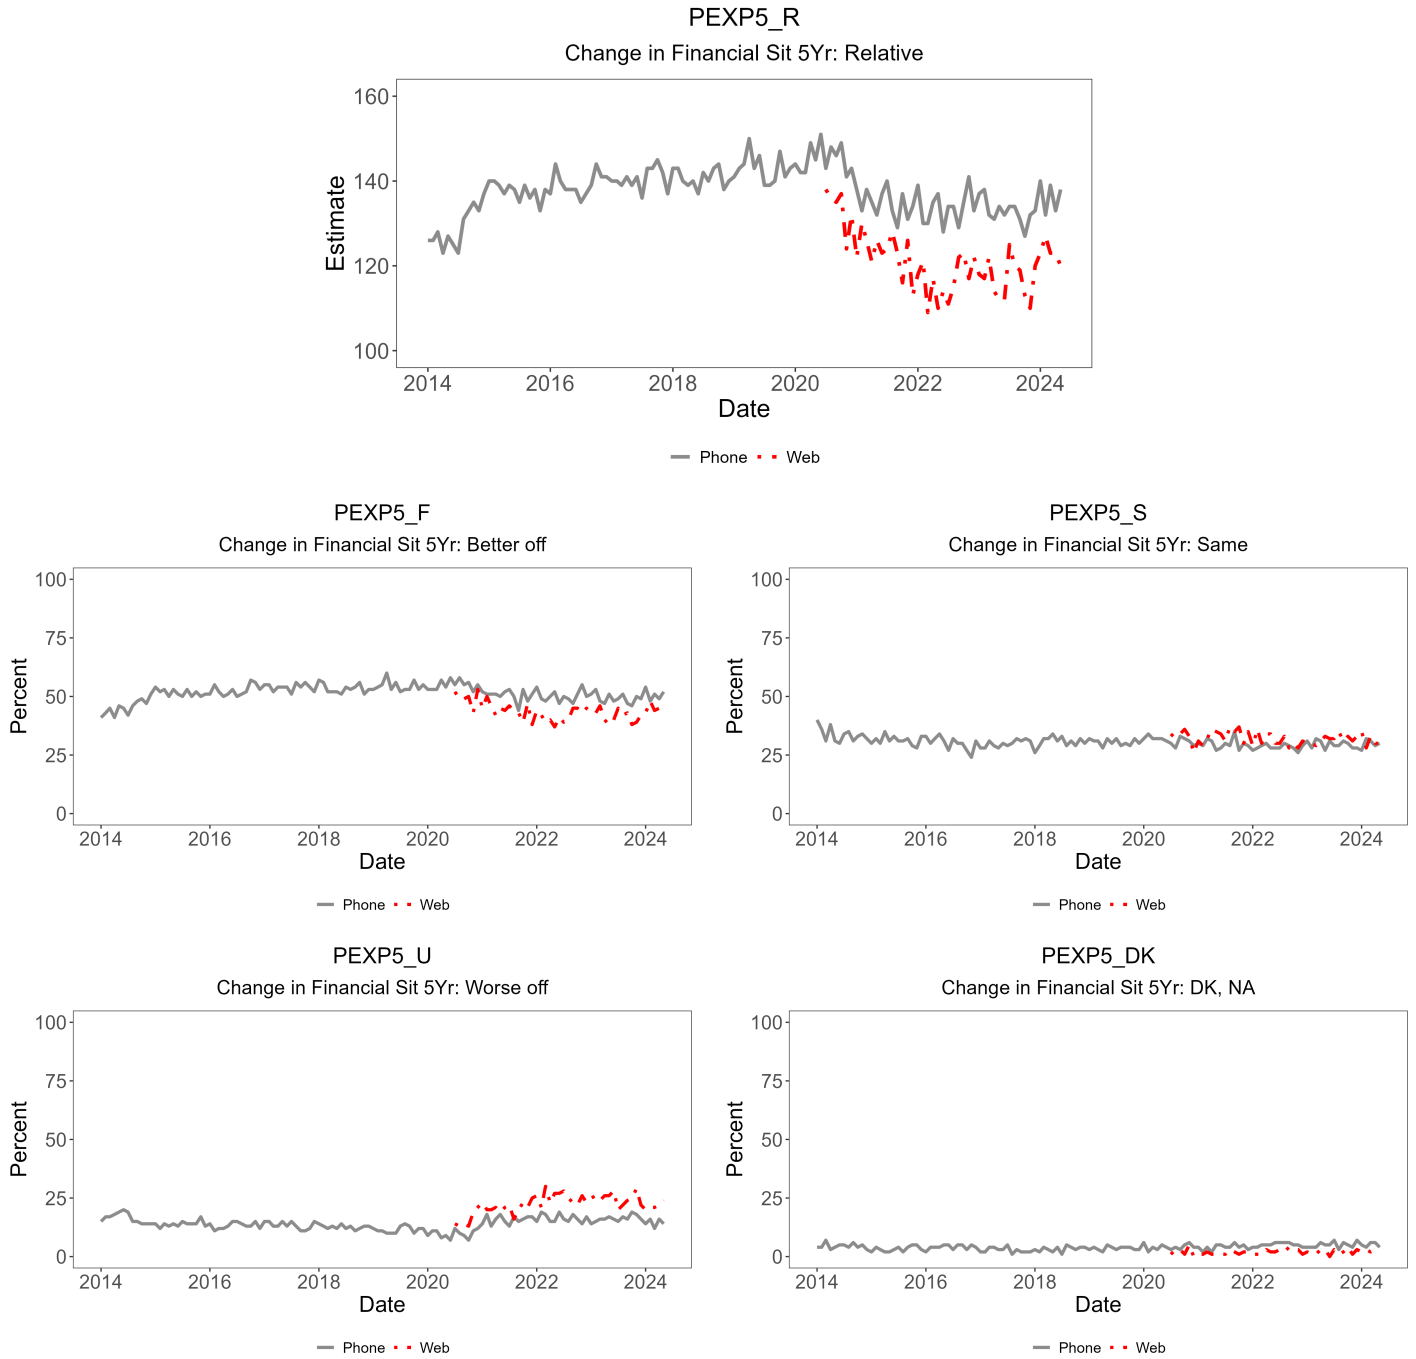 PEXP5_R
Change in Financial Sit 5Yr: Relative
Estimate
160
140
120
100
2014 2016 2018 2020 2022 2024
Date
Phone Web
PEXP5_F
Change in Financial Sit 5Yr: Better off
Percent
100
75
50
25
0
2014 2016 2018 2020 2022 2024
Date
Phone Web
PEXP5_S
Change in Financial Sit 5Yr: Same
Percent
100
75
50
25
0
2014 2016 2018 2020 2022 2024
Date
Phone Web
PEXP5_U
Change in Financial Sit 5Yr: Worse off
Percent
100
75
50
25
0
2014 2016 2018 2020 2022 2024
Date
Phone Web
PEXP5_DK
Change in Financial Sit 5Yr: DK, NA
Percent
100
75
50
25
0
2014 2016 2018 2020 2022 2024
Date
Phone Web